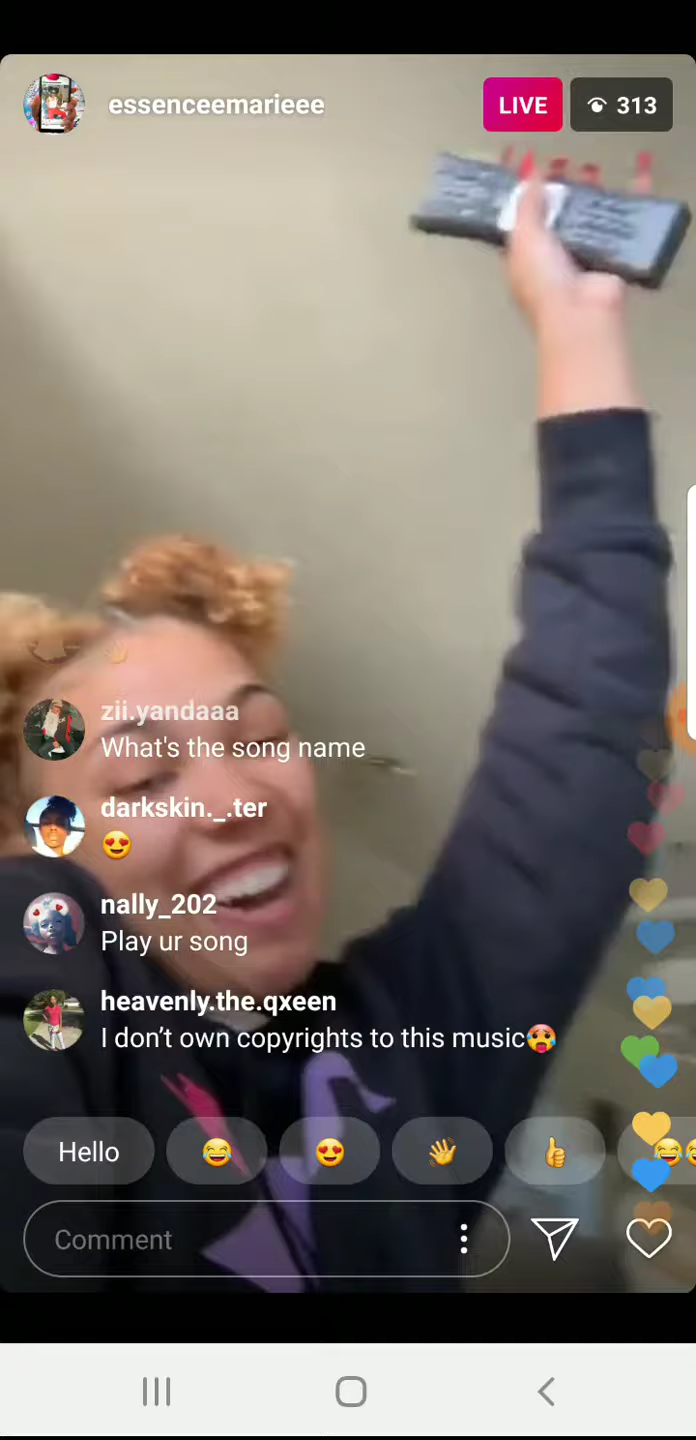 essenceemarieee
LIVE
313
zii.yandaaa
What's the song name
darkskin._.ter
😍
nally_202
Play ur song
heavenly.the.qxeen
I don’t own copyrights to this music🥵
Hello 😂 😍 👋 👍 😂
Comment